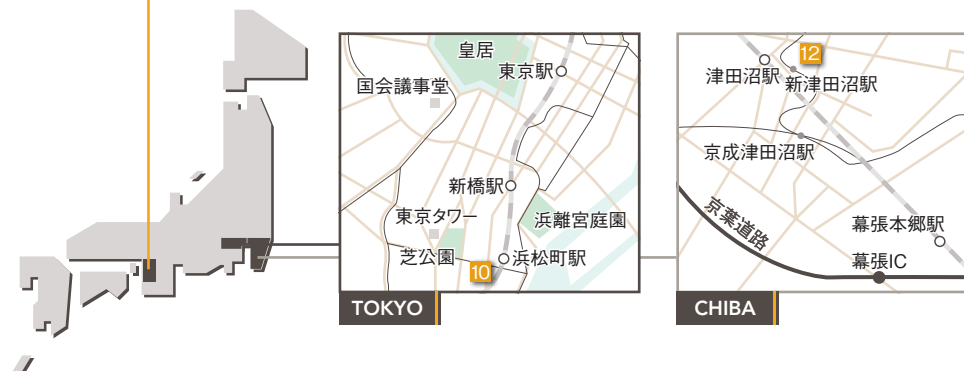 皇居
東京駅
国会議事堂
新橋駅
東京タワー
浜離宮庭園
芝公園
浜松町駅
10
TOKYO
12
津田沼駅
新津田沼駅
京成津田沼駅
京葉道路
幕張本郷駅
幕張IC
CHIBA